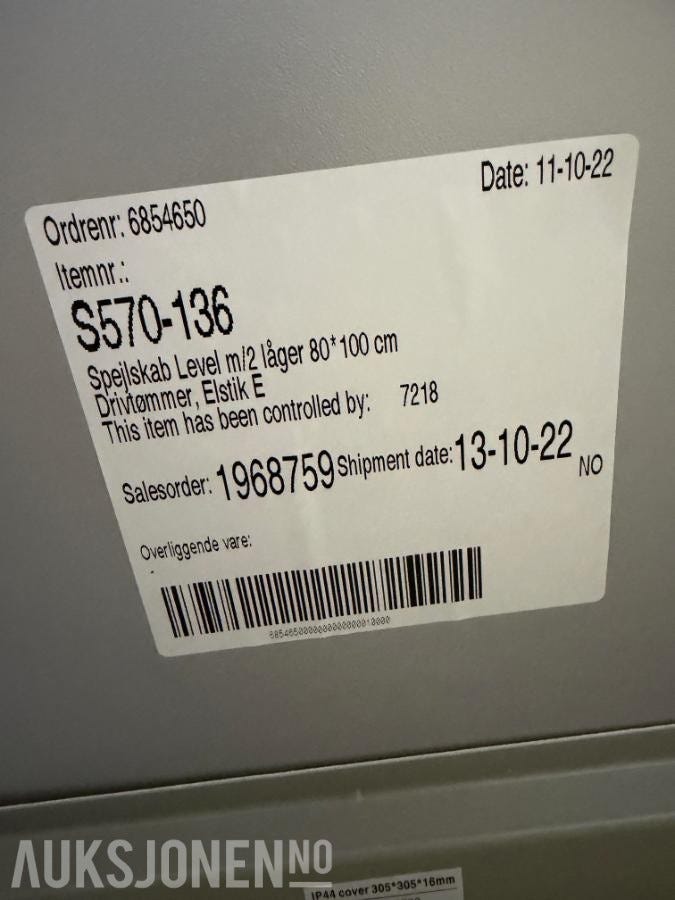 Date: 11-10-22
Ordrenr: 6854650
Itemnr.:
S570-136
Spejlskab Level m/2 låger 80*100 cm
Drivtømmer, Elstik E
This item has been controlled by: 7218
Salesorder: 1968759 Shipment date: 13-10-22 NO
Overliggende vare:
AUKSJONEN NO
IP44 cover 305*305*16mm